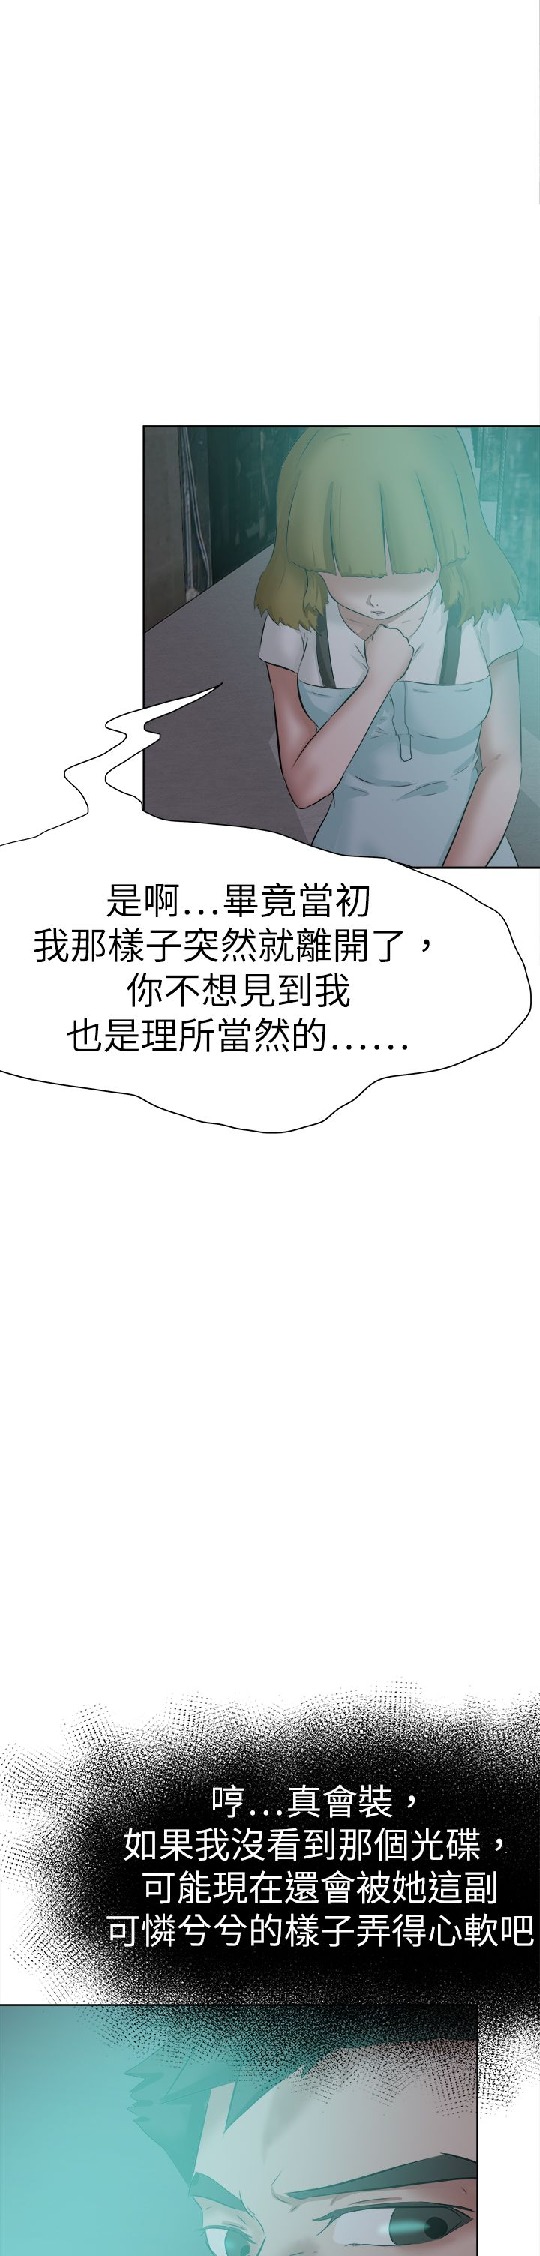 是啊...畢竟當初
我那樣子突然就離開了，
你不想見到我
也是理所當然的......
哼...真會裝，
如果我沒看到那個光碟，
可能現在還會被她這副
可憐兮兮的樣子弄得心軟吧